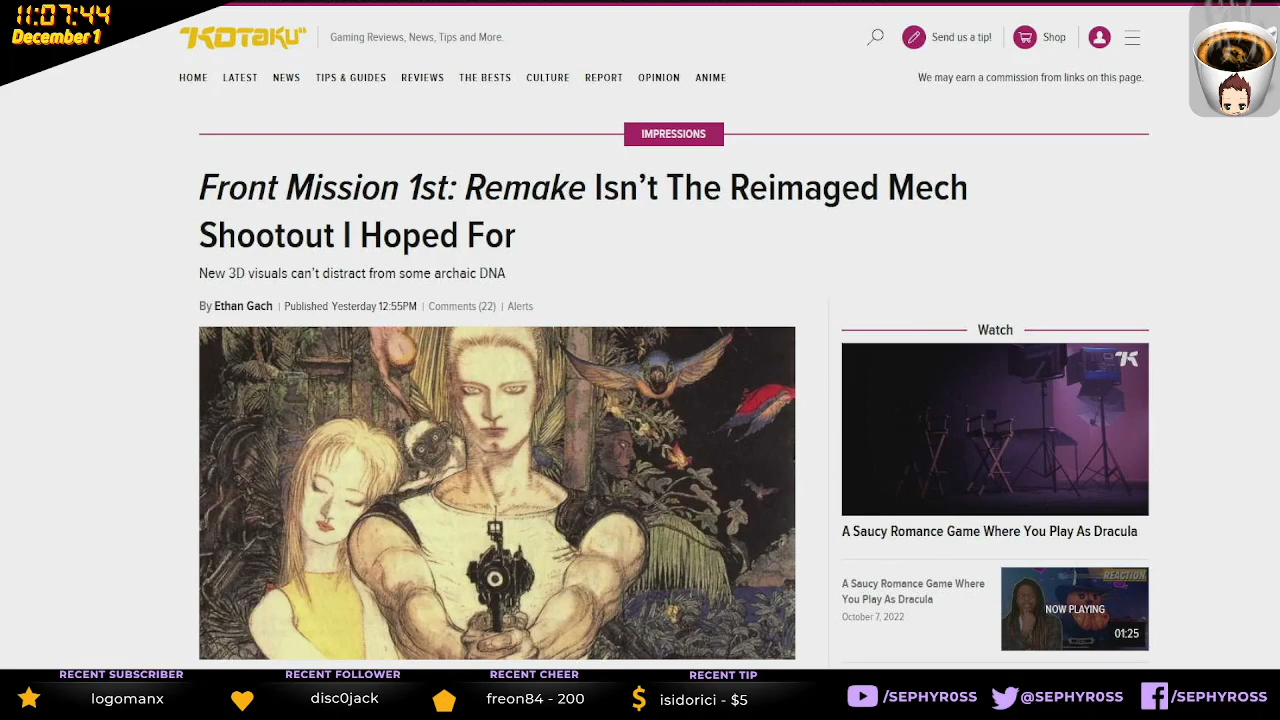 11:07:44
December 1
KOTAKU
Gaming Reviews, News, Tips and More.
Send us a tip!
Shop
HOME LATEST NEWS TIPS & GUIDES REVIEWS THE BESTS CULTURE REPORT OPINION ANIME
We may earn a commission from links on this page.
IMPRESSIONS
Front Mission 1st: Remake Isn't The Reimaged Mech
Shootout I Hoped For
New 3D visuals can't distract from some archaic DNA
By Ethan Gach | Published Yesterday 12:55PM | Comments (22) | Alerts
Watch
A Saucy Romance Game Where You Play As Dracula
A Saucy Romance Game Where
You Play As Dracula
October 7, 2022
REACTION
NOW PLAYING
01:25
RECENT SUBSCRIBER
logomanx
RECENT FOLLOWER
disc0jack
RECENT CHEER
freon84 - 200
RECENT TIP
isidorici - $5
/SEPHYR0SS
@SEPHYR0SS
/SEPHYROSS